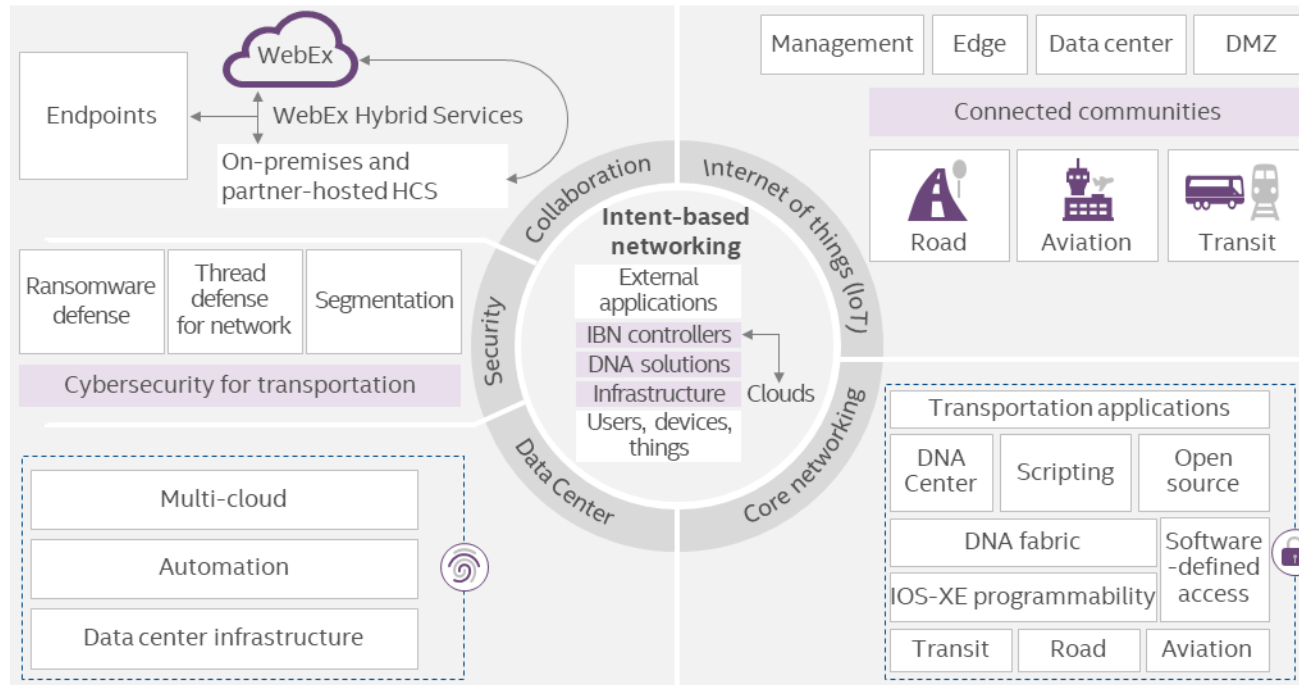 WebEx
Endpoints
WebEx Hybrid Services
On-premises and
partner-hosted HCS
Management
Edge
Data center
DMZ
Connected communities
Road
Aviation
Transit
Collaboration
Internet of things (IoT)
Security
Data Center
Core networking
Intent-based
networking
External
applications
IBN controllers
DNA solutions
Infrastructure
Clouds
Users, devices,
things
Ransomware
defense
Thread
defense
for network
Segmentation
Cybersecurity for transportation
Multi-cloud
Automation
Data center infrastructure
Transportation applications
DNA
Center
Scripting
Open
source
DNA fabric
Software
-defined
access
IOS-XE programmability
Transit
Road
Aviation